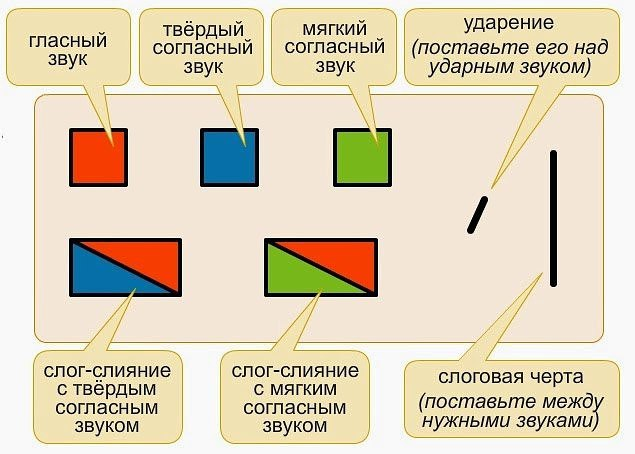 гласный
звук
твёрдый
согласный
звук
мягкий
согласный
звук
ударение
(поставьте его над
ударным звуком)
слог-слияние
с твёрдым
согласным
звуком
слог-слияние
с мягким
согласным
звуком
слоговая черта
(поставьте между
нужными звуками)